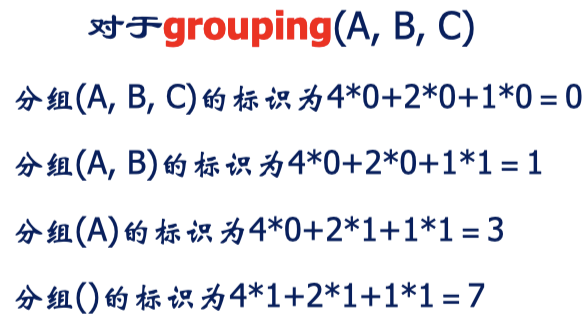 对于grouping(A, B, C)
分组(A, B, C)的标识为4*0+2*0+1*0 = 0
分组(A, B)的标识为4*0+2*0+1*1 = 1
分组(A)的标识为4*0+2*1+1*1 = 3
分组()的标识为4*1+2*1+1*1 = 7